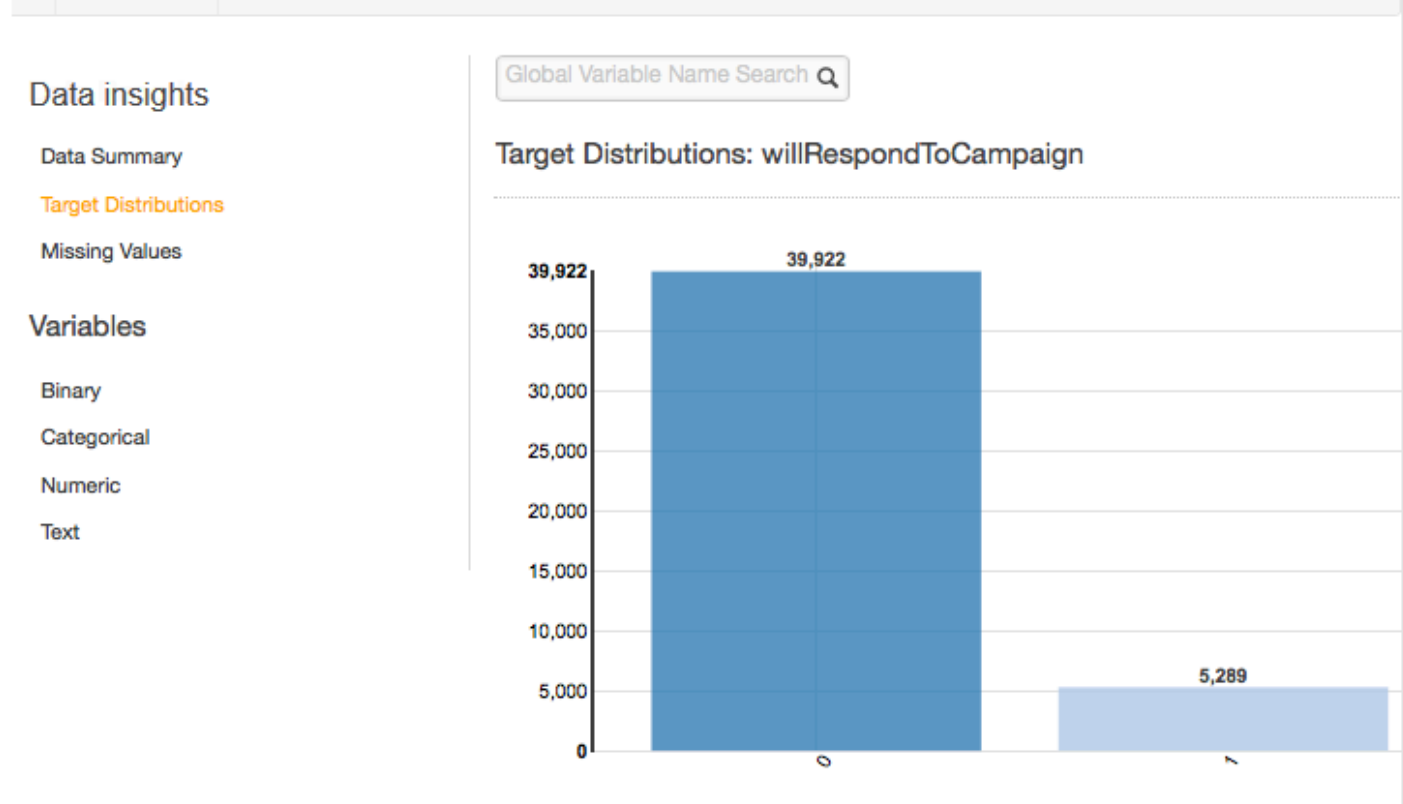 Data insights
Data Summary
Target Distributions
Missing Values
Variables
Binary
Categorical
Numeric
Text
Global Variable Name Search
Target Distributions: willRespondToCampaign
39,922
39,922
35,000
30,000
25,000
20,000
15,000
10,000
5,289
5,000
0
0
1